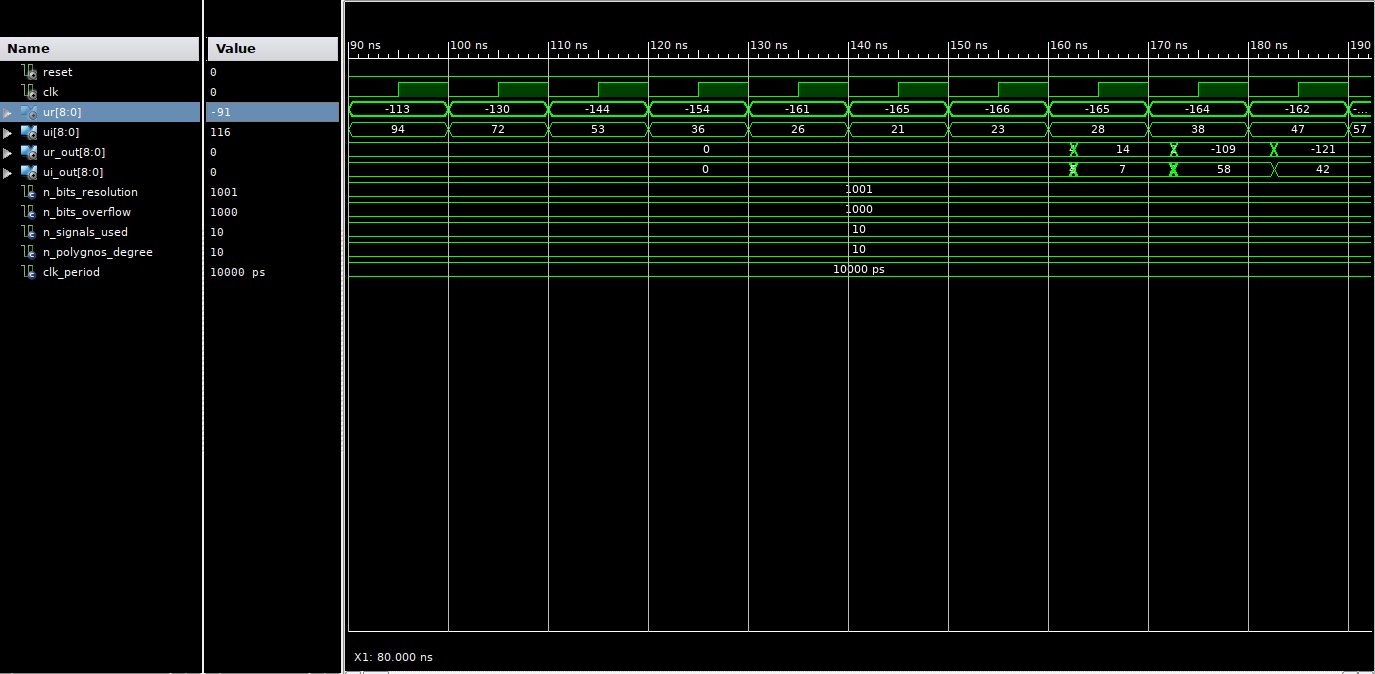 Name Value 90 ns 100 ns 110 ns 120 ns 130 ns 140 ns 150 ns 160 ns 170 ns 180 ns 190
reset 0
clk 0
ur[8:0] -91 -113 -130 -144 -154 -161 -165 -166 -165 -164 -162 -...
ui[8:0] 116 94 72 53 36 26 21 23 28 38 47 57
ur_out[8:0] 0 0 14 -109 -121
ui_out[8:0] 0 0 7 58 42
n_bits_resolution 1001 1001
n_bits_overflow 1000 1000
n_signals_used 10 10
n_polygnos_degree 10 10
clk_period 10000 ps 10000 ps
X1: 80.000 ns